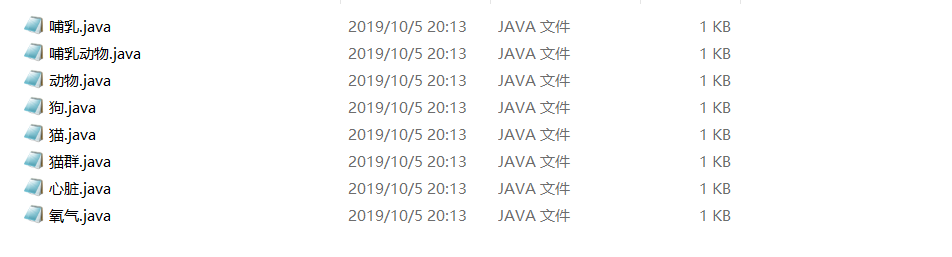 哺乳.java 2019/10/5 20:13 JAVA 文件 1 KB
哺乳动物.java 2019/10/5 20:13 JAVA 文件 1 KB
动物.java 2019/10/5 20:13 JAVA 文件 1 KB
狗.java 2019/10/5 20:13 JAVA 文件 1 KB
猫.java 2019/10/5 20:13 JAVA 文件 1 KB
猫群.java 2019/10/5 20:13 JAVA 文件 1 KB
心脏.java 2019/10/5 20:13 JAVA 文件 1 KB
氧气.java 2019/10/5 20:13 JAVA 文件 1 KB